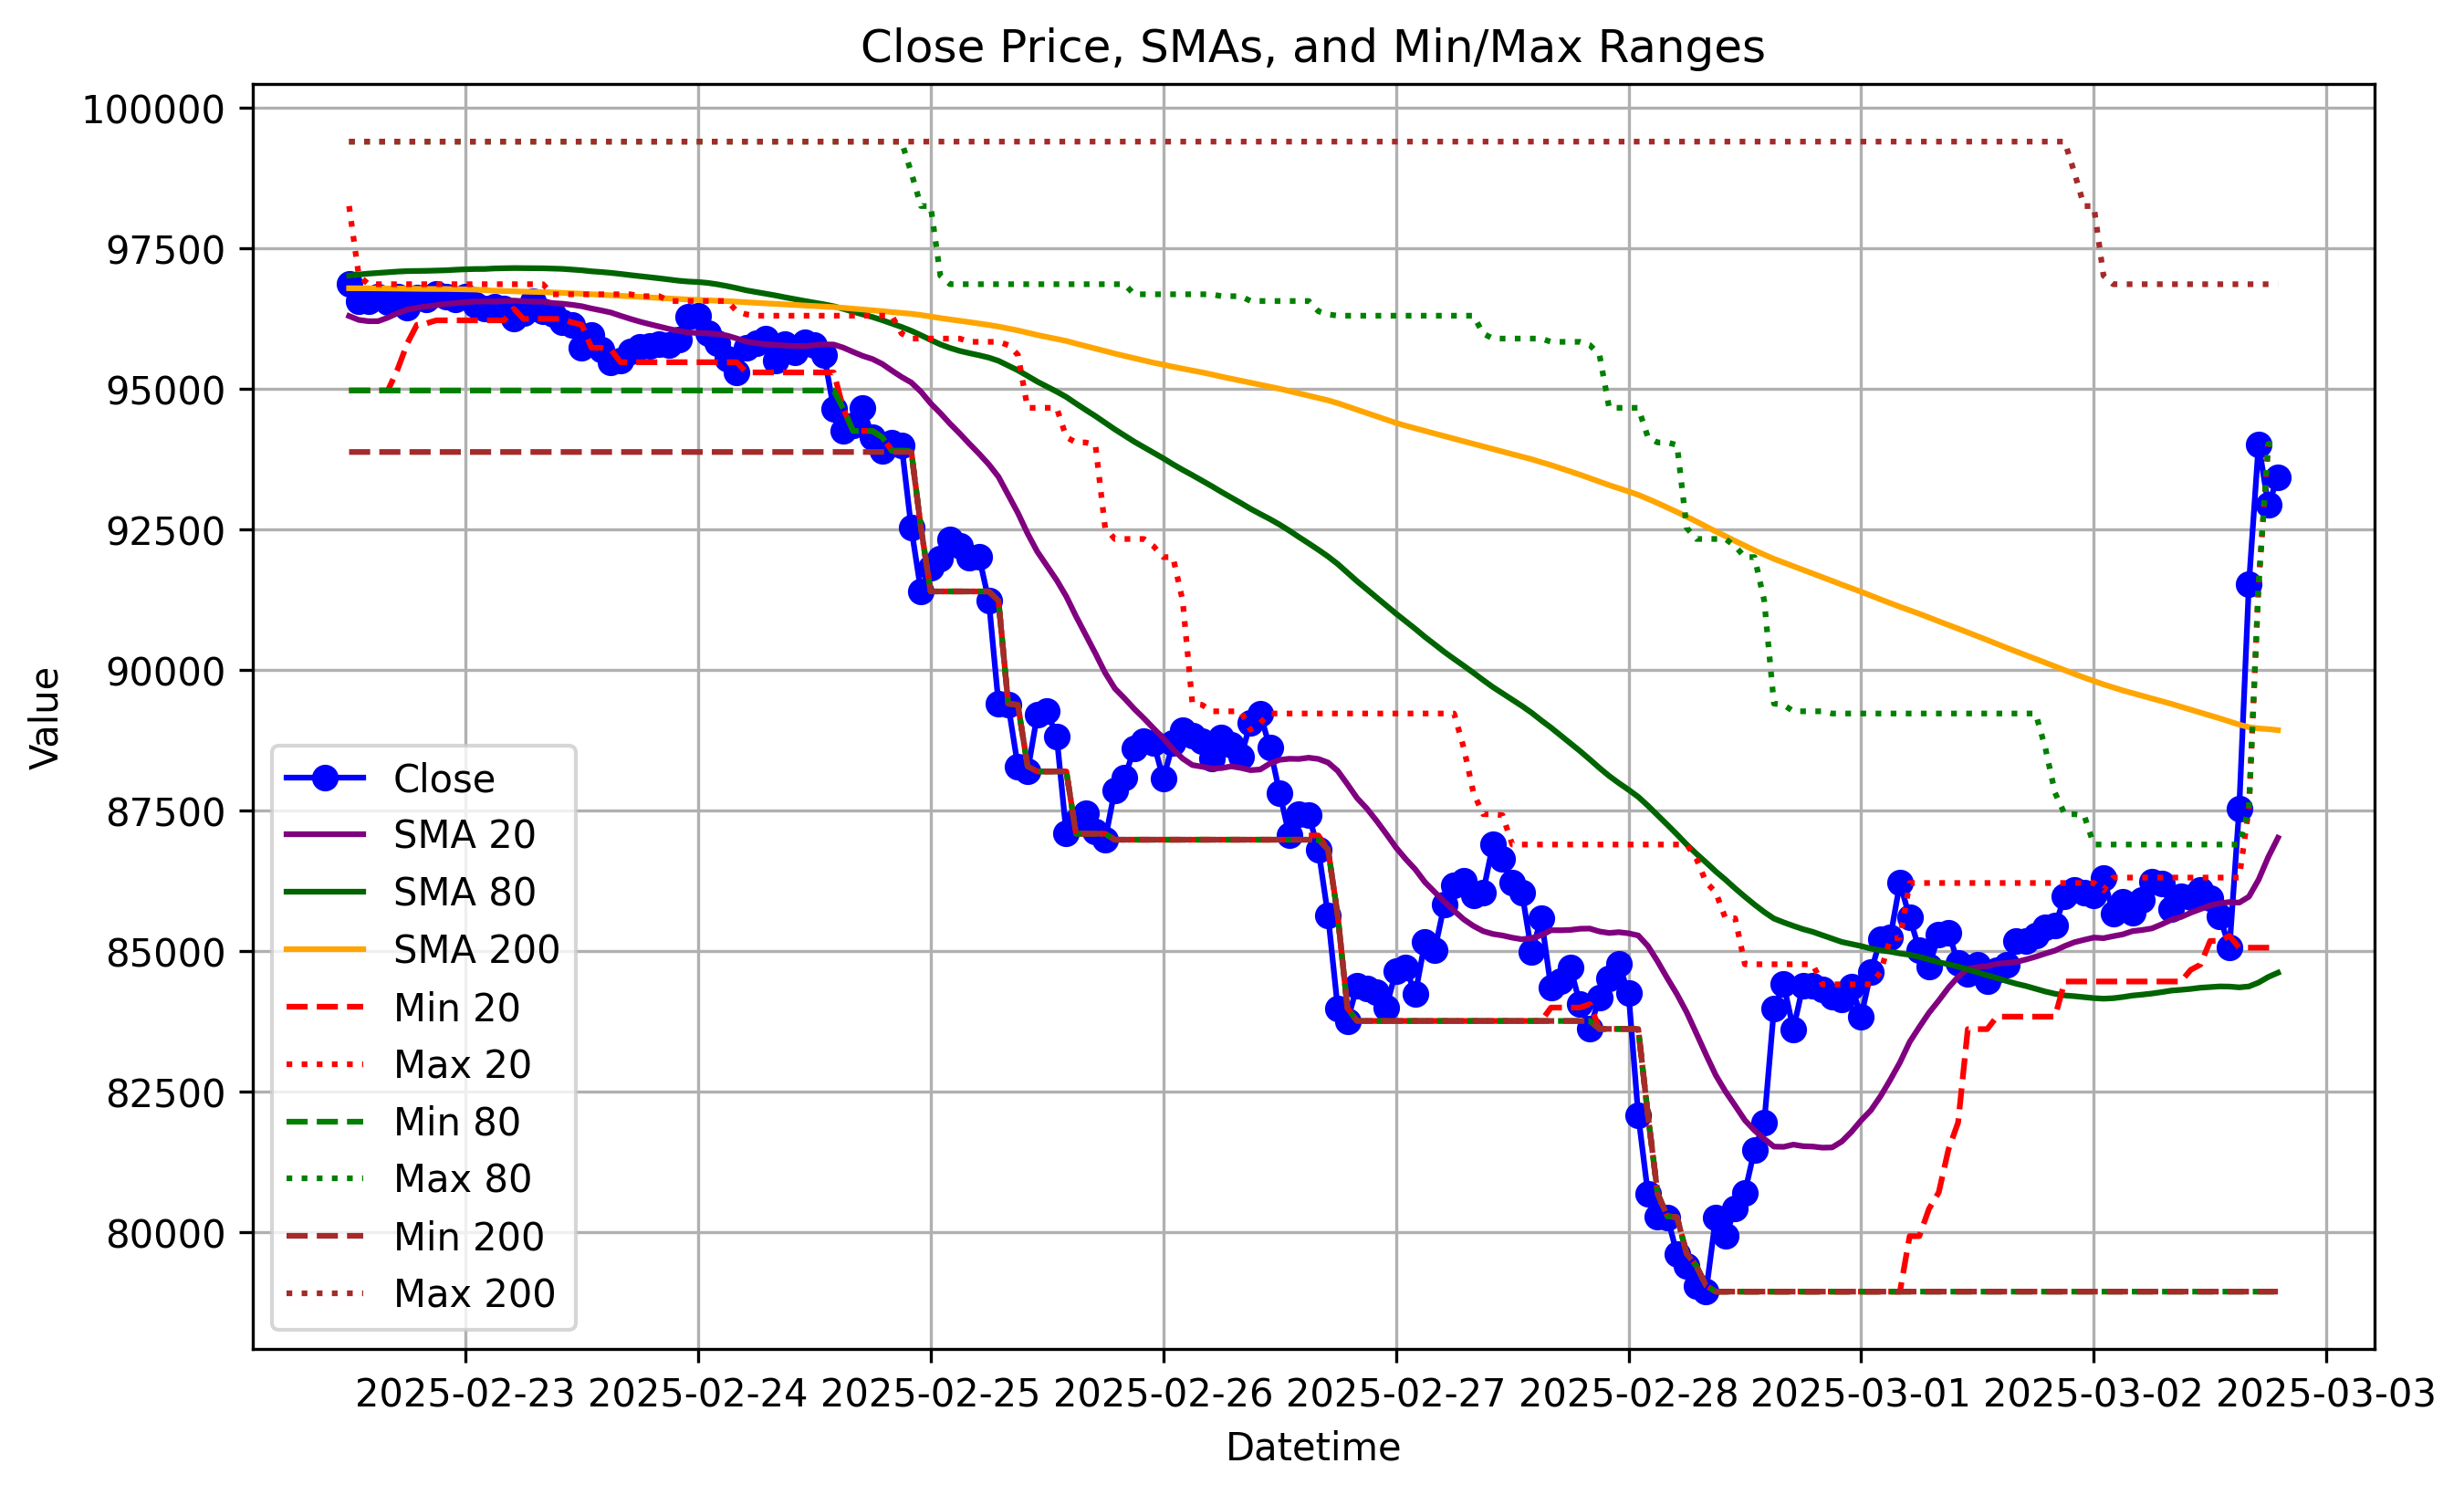 Close Price, SMAs, and Min/Max Ranges
100000
97500
95000
92500
90000
87500
85000
82500
80000
Value
Close
SMA 20
SMA 80
SMA 200
Min 20
Max 20
Min 80
Max 80
Min 200
Max 200
2025-02-23 2025-02-24 2025-02-25 2025-02-26 2025-02-27 2025-02-28 2025-03-01 2025-03-02 2025-03-03
Datetime